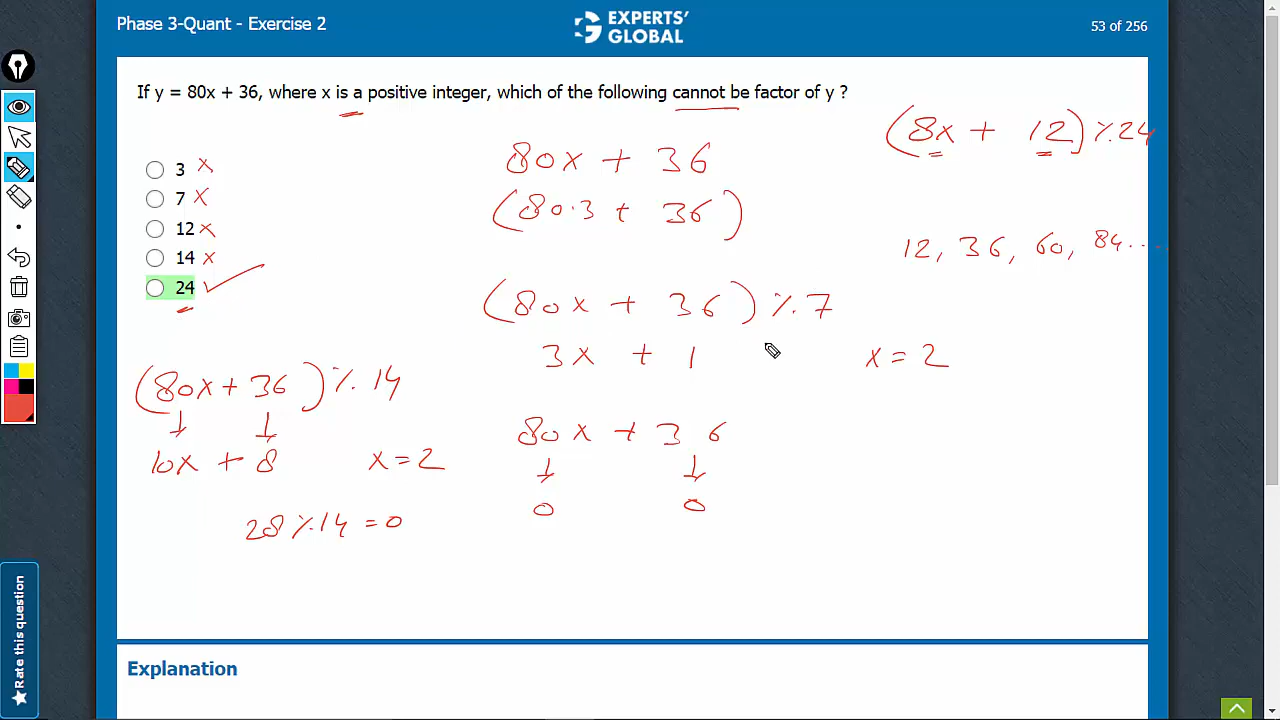 Phase 3-Quant - Exercise 2
EXPERTS'
GLOBAL
53 of 256
If y = 80x + 36, where x is a positive integer, which of the following cannot be factor of y ?
3 x
7 x
12 x
14 x
24 ✓
80x + 36
(80·3 + 36)
(8x + 12) % 24
12, 36, 60, 84...
(80x + 36) % 7
3x + 1 x = 2
80x + 36
0 0
(80x + 36) % 14
10x + 8 x = 2
28 % 14 = 0
Rate this question
Explanation